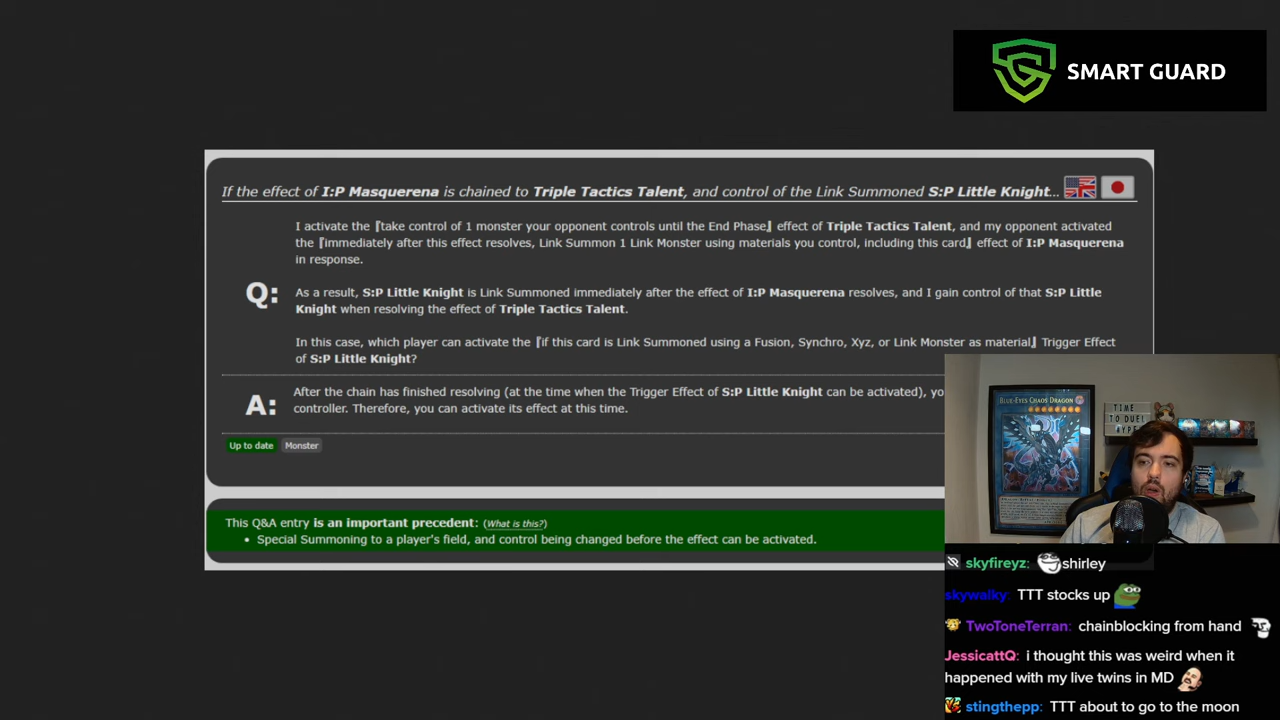 SMART GUARD
If the effect of I:P Masquerena is chained to Triple Tactics Talent, and control of the Link Summoned S:P Little Knight...
I activate the『take control of 1 monster your opponent controls until the End Phase』effect of Triple Tactics Talent, and my opponent activated
the『immediately after this effect resolves, Link Summon 1 Link Monster using materials you control, including this card』effect of I:P Masquerena
in response.
Q:
As a result, S:P Little Knight is Link Summoned immediately after the effect of I:P Masquerena resolves, and I gain control of that S:P Little
Knight when resolving the effect of Triple Tactics Talent.
In this case, which player can activate the『if this card is Link Summoned using a Fusion, Synchro, Xyz, or Link Monster as material』Trigger Effect
of S:P Little Knight?
A:
After the chain has finished resolving (at the time when the Trigger Effect of S:P Little Knight can be activated), yo
controller. Therefore, you can activate its effect at this time.
Up to date Monster
This Q&A entry is an important precedent: (What is this?)
• Special Summoning to a player's field, and control being changed before the effect can be activated.
BLUE-EYES CHAOS DRAGON
TIME
TO DUEL
HYPE
skyfireyz: shirley
skywalky: TTT stocks up
TwoToneTerran: chainblocking from hand
JessicattQ: i thought this was weird when it
happened with my live twins in MD
stingthepp: TTT about to go to the moon